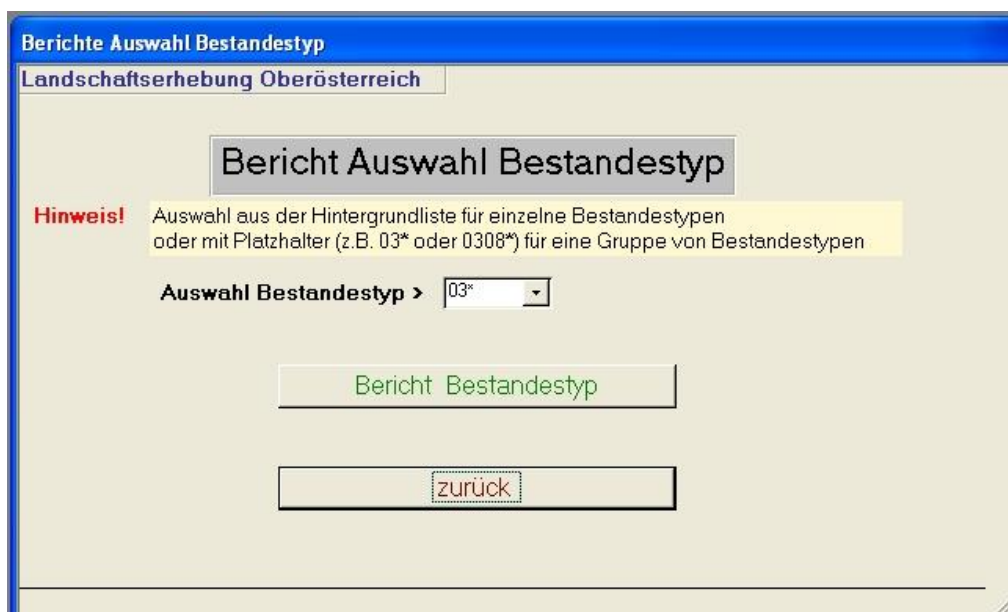 Berichte Auswahl Bestandestyp
Landschaftserhebung Oberösterreich
Bericht Auswahl Bestandestyp
Hinweis! Auswahl aus der Hintergrundliste für einzelne Bestandestypen
oder mit Platzhalter (z.B. 03* oder 0308*) für eine Gruppe von Bestandestypen
Auswahl Bestandestyp > 03*
Bericht Bestandestyp
zurück